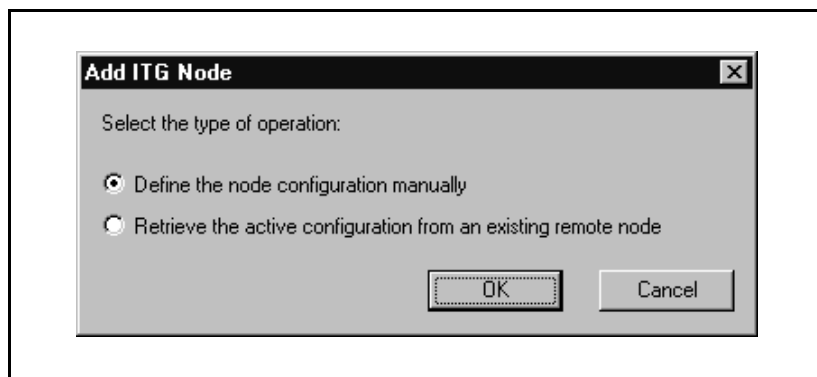 Add ITG Node
Select the type of operation:
Define the node configuration manually
Retrieve the active configuration from an existing remote node
OK Cancel